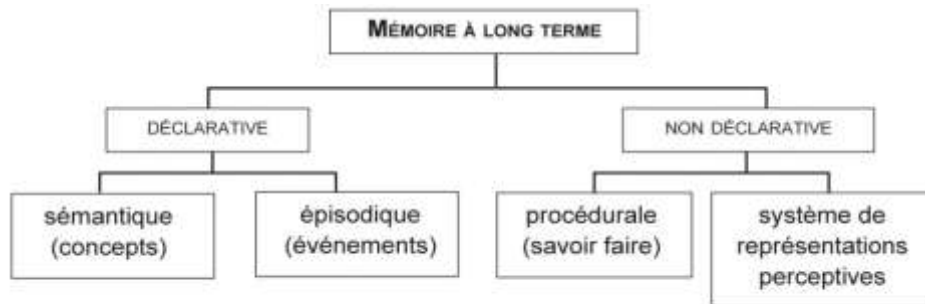 MÉMOIRE À LONG TERME
DÉCLARATIVE
NON DÉCLARATIVE
sémantique
(concepts)
épisodique
(événements)
procédurale
(savoir faire)
système de
représentations
perceptives